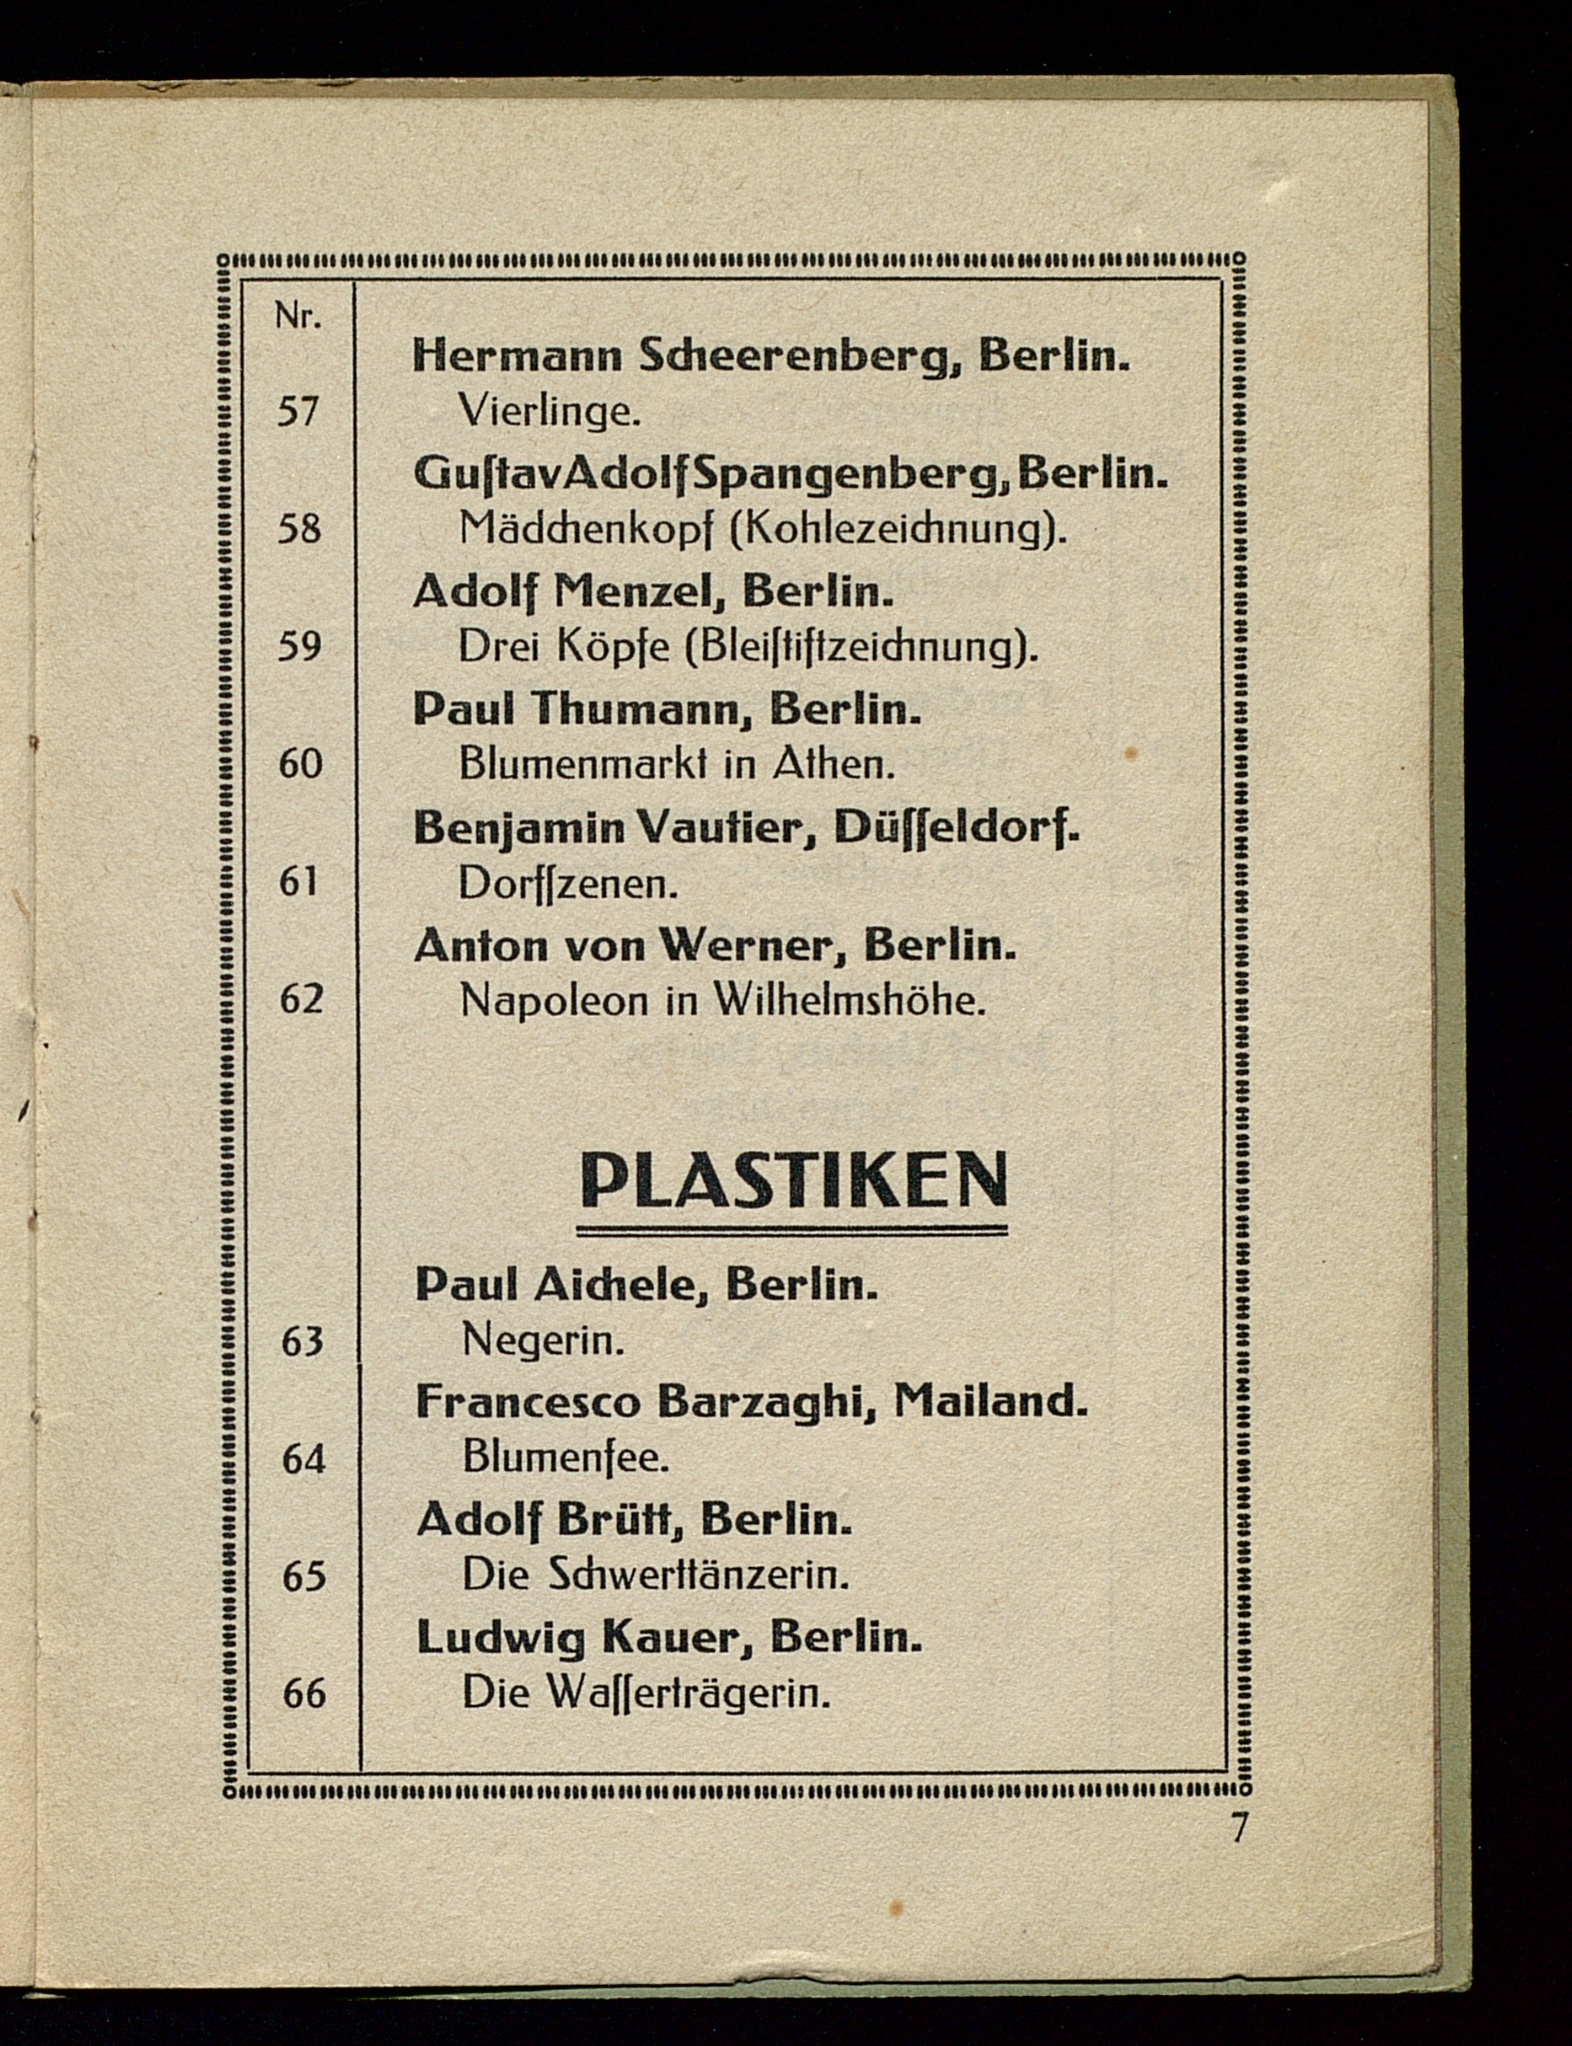 Nr.
Hermann Scheerenberg, Berlin.
57 Vierlinge.
Guſtav Adolf Spangenberg, Berlin.
58 Mädchenkopf (Kohlezeichnung).
Adolf Menzel, Berlin.
59 Drei Köpfe (Bleiſtiftzeichnung).
Paul Thumann, Berlin.
60 Blumenmarkt in Athen.
Benjamin Vautier, Düſſeldorf.
61 Dorfſzenen.
Anton von Werner, Berlin.
62 Napoleon in Wilhelmshöhe.
PLASTIKEN
Paul Aichele, Berlin.
63 Negerin.
Francesco Barzaghi, Mailand.
64 Blumenfee.
Adolf Brütt, Berlin.
65 Die Schwerttänzerin.
Ludwig Kauer, Berlin.
66 Die Waſſerträgerin.
7